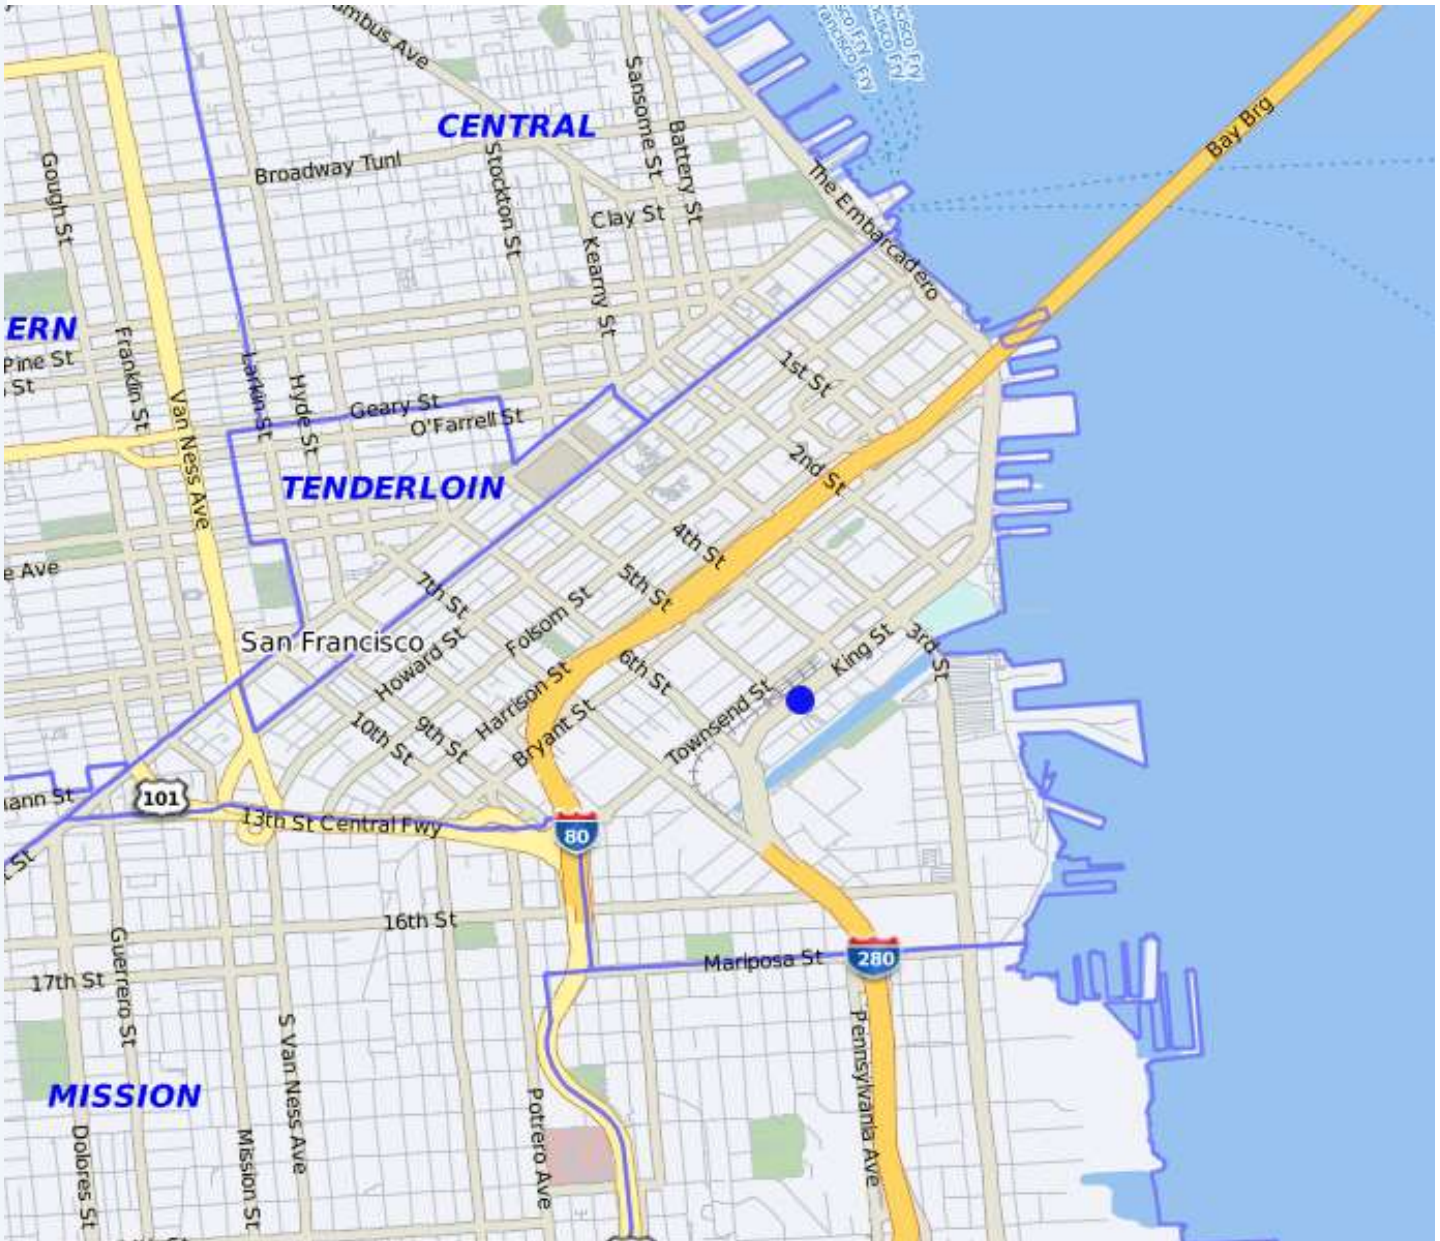 umbus Ave
CENTRAL
Sansome St
Battery St
Bay Brg
Gough St
Broadway Tunl
Stockton St
The Embarcadero
Clay St
Kearny St
ERN
Pine St
St
Franklin St
Larkin St
Hyde St
1st St
Van Ness Ave
Geary St
O'Farrell St
2nd St
TENDERLOIN
4th St
e Ave
5th St
7th St
Folsom St
San Francisco
Howard St
6th St
King St
3rd St
Harrison St
Townsend St
10th St
9th St
Bryant St
101
13th St Central Fwy
80
St
16th St
Mariposa St
280
17th St
Guerrero St
S Van Ness Ave
Pennsylvania Ave
MISSION
Potrero Ave
Dolores St
Mission St